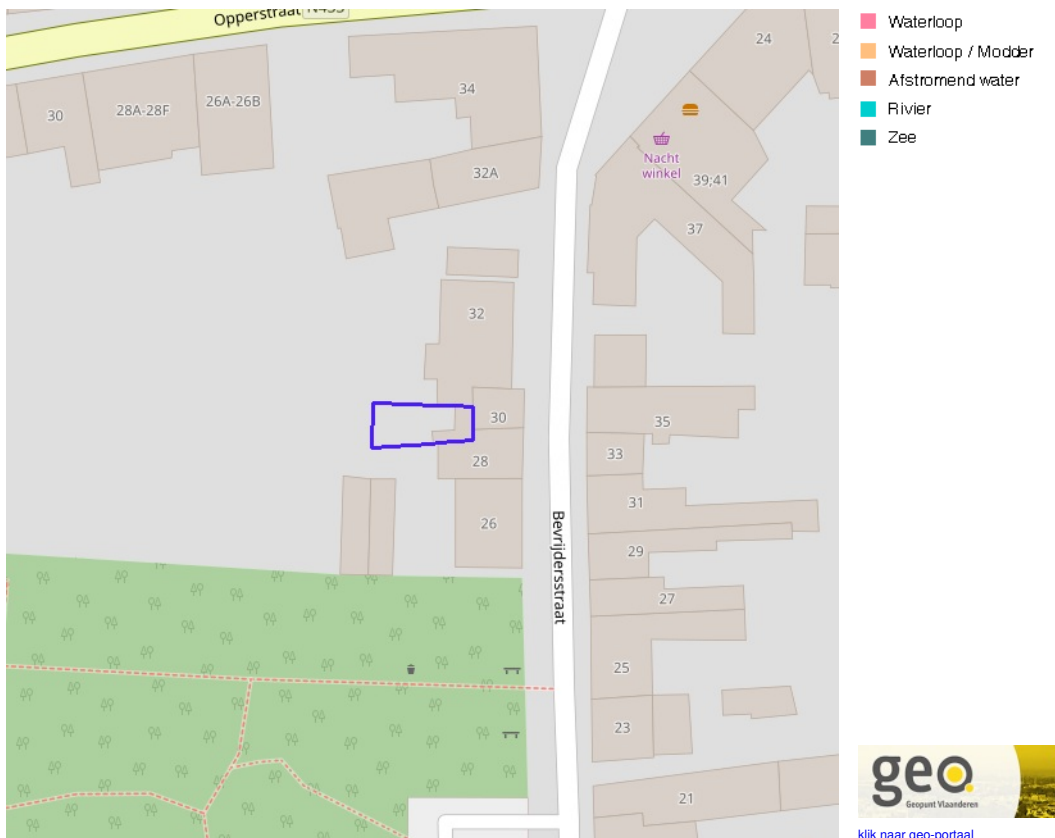 Opperstraat
24
30
28A-28F
26A-26B
34
32A
Nacht
winkel
39;41
37
32
30
35
28
33
31
26
Bevrijdersstraat
29
27
25
23
21
Waterloop
Waterloop / Modder
Afstromend water
Rivier
Zee
geo
Geopunt Vlaanderen
klik naar geo-portaal